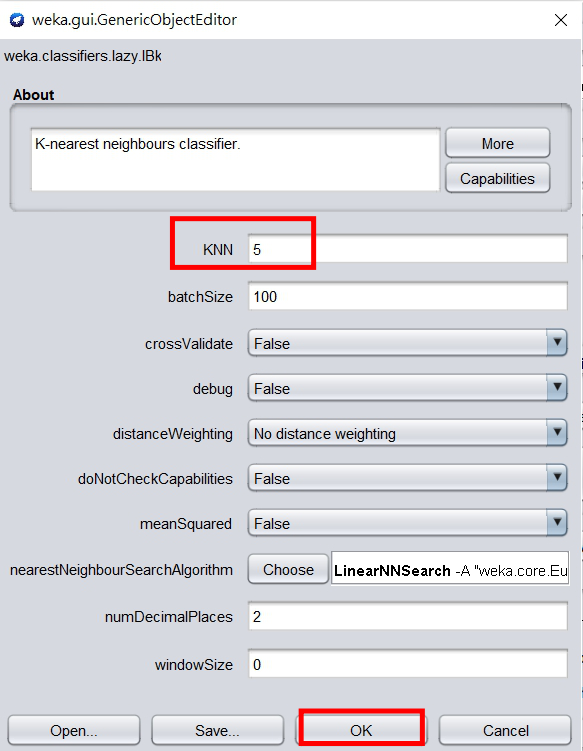 weka.gui.GenericObjectEditor
weka.classifiers.lazy.IBk
About
K-nearest neighbours classifier.
More
Capabilities
KNN 5
batchSize 100
crossValidate False
debug False
distanceWeighting No distance weighting
doNotCheckCapabilities False
meanSquared False
nearestNeighbourSearchAlgorithm Choose LinearNNSearch -A "weka.core.Eu
numDecimalPlaces 2
windowSize 0
Open... Save... OK Cancel